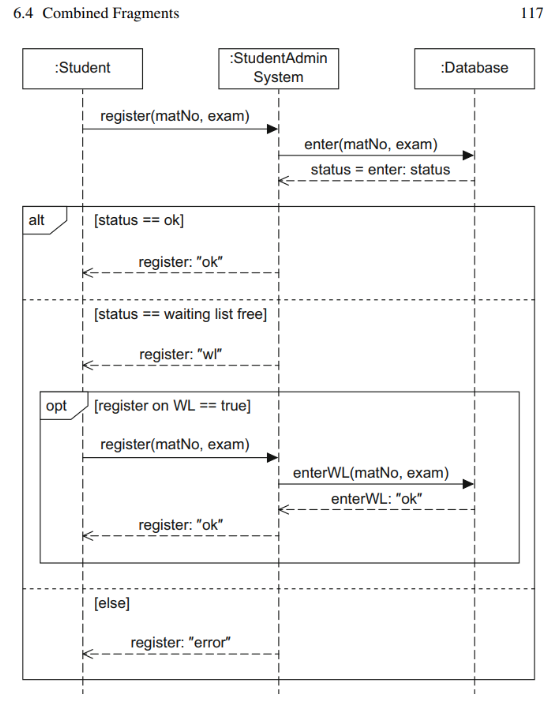 6.4 Combined Fragments 117
:Student
:StudentAdmin
System
:Database
register(matNo, exam)
enter(matNo, exam)
status = enter: status
alt [status == ok]
register: "ok"
[status == waiting list free]
register: "wl"
opt [register on WL == true]
register(matNo, exam)
enterWL(matNo, exam)
enterWL: "ok"
register: "ok"
[else]
register: "error"